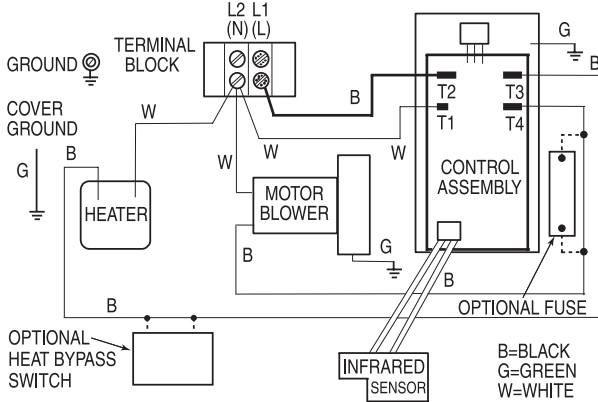 L2 L1
(N) (L)
TERMINAL
BLOCK
GROUND
COVER
GROUND
G
B
W
W
W
W
B
G
B
T2
T3
T1
T4
CONTROL
ASSEMBLY
HEATER
MOTOR
BLOWER
G
B
B
B
OPTIONAL FUSE
OPTIONAL
HEAT BYPASS
SWITCH
INFRARED
SENSOR
B=BLACK
G=GREEN
W=WHITE